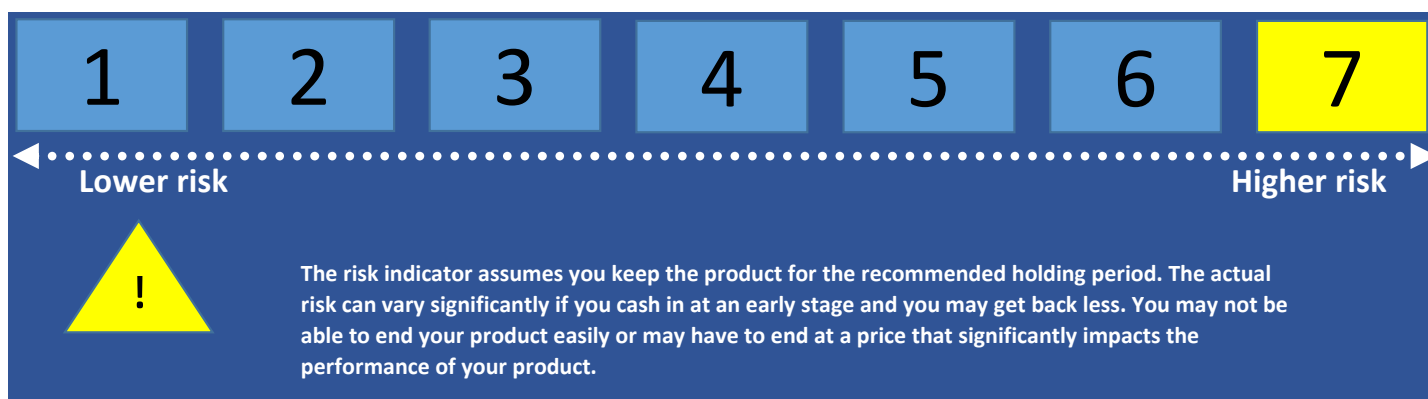 1 2 3 4 5 6 7
Lower risk Higher risk
!
The risk indicator assumes you keep the product for the recommended holding period. The actual
risk can vary significantly if you cash in at an early stage and you may get back less. You may not be
able to end your product easily or may have to end at a price that significantly impacts the
performance of your product.